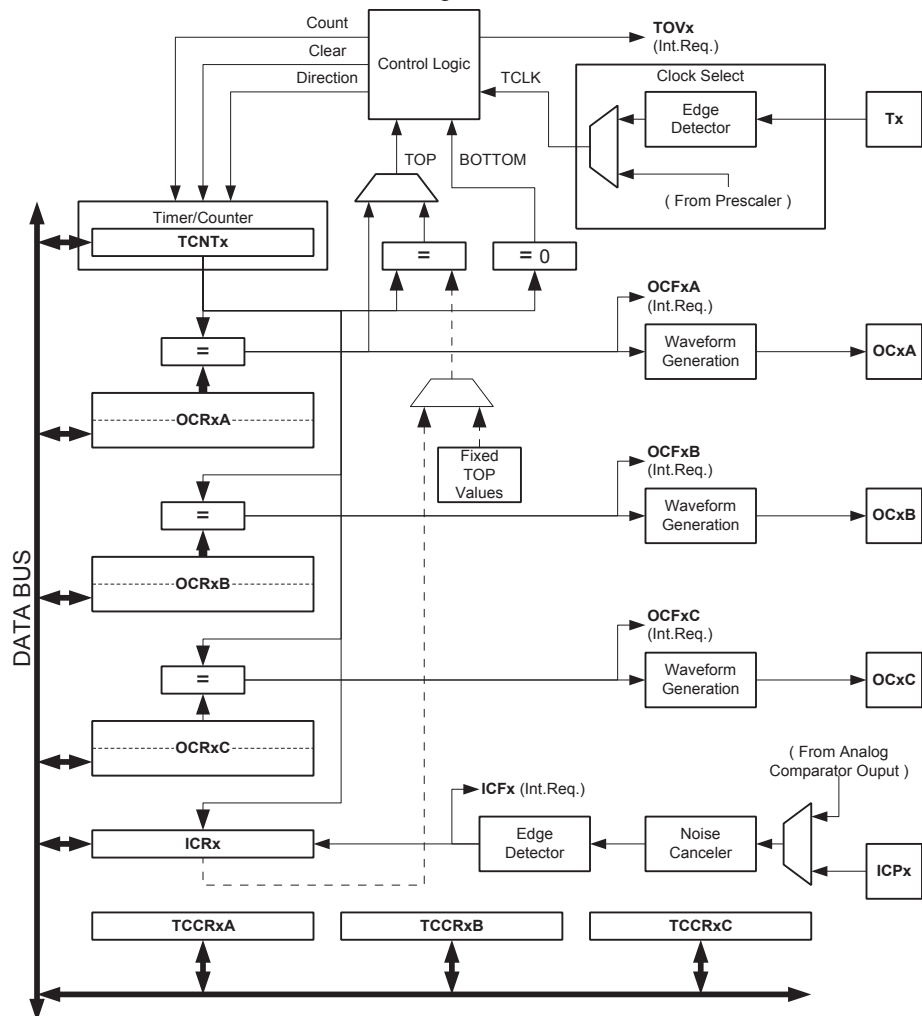 Count
Clear
Direction
Control Logic
TOVx
(Int.Req.)
TCLK
Clock Select
Edge
Detector
Tx
( From Prescaler )
TOP
BOTTOM
Timer/Counter
TCNTx
=
= 0
OCFxA
(Int.Req.)
=
Waveform
Generation
OCxA
OCRxA
Fixed
TOP
Values
OCFxB
(Int.Req.)
=
Waveform
Generation
OCxB
OCRxB
DATA BUS
OCFxC
(Int.Req.)
=
Waveform
Generation
OCxC
OCRxC
( From Analog
Comparator Ouput )
ICFx (Int.Req.)
ICRx
Edge
Detector
Noise
Canceler
ICPx
TCCRxA
TCCRxB
TCCRxC